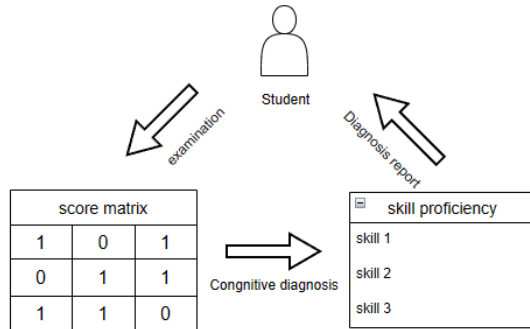 Student
examination
Diagnosis report
score matrix
1 0 1
0 1 1
1 1 0
Congnitive diagnosis
skill proficiency
skill 1
skill 2
skill 3